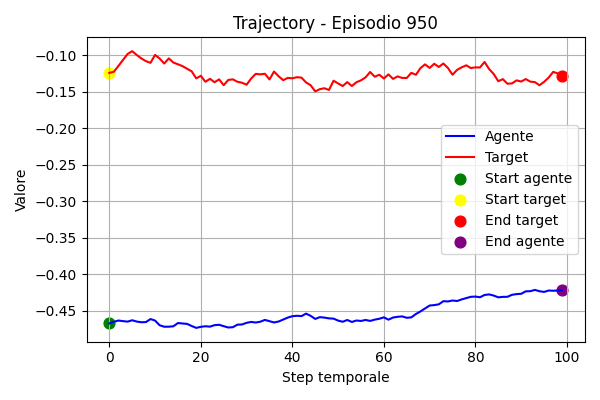 Trajectory - Episodio 950
−0.10
−0.15
−0.20
−0.25
−0.30
−0.35
−0.40
−0.45
Valore
Agente
Target
Start agente
Start target
End target
End agente
0
20
40
60
80
100
Step temporale